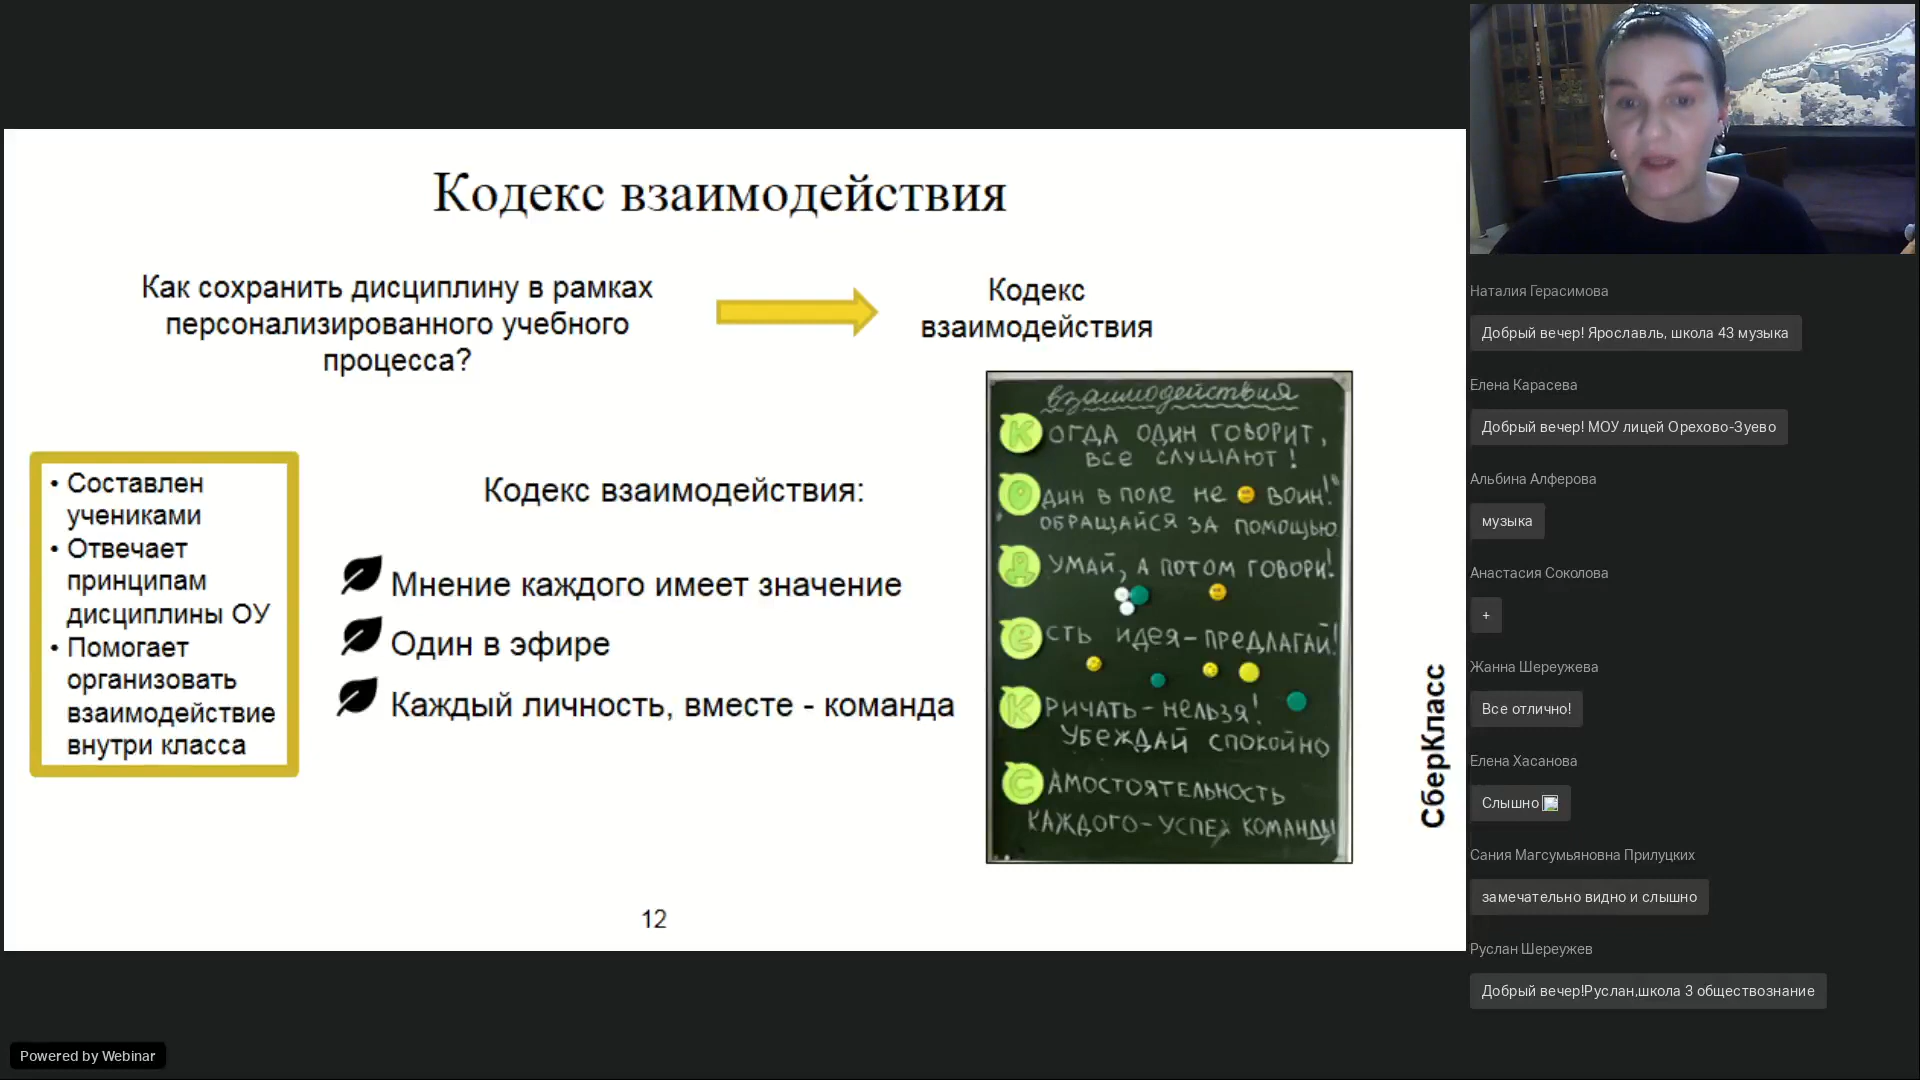 Кодекс взаимодействия
Как сохранить дисциплину в рамках
персонализированного учебного
процесса?
Кодекс
взаимодействия
• Составлен
учениками
• Отвечает
принципам
дисциплины ОУ
• Помогает
организовать
взаимодействие
внутри класса
Кодекс взаимодействия:
Мнение каждого имеет значение
Один в эфире
Каждый личность, вместе - команда
взаимодействия
КОГДА ОДИН ГОВОРИТ,
ВСЕ СЛУШАЮТ!
ОДИН В ПОЛЕ НЕ ВОИН!
ОБРАЩАЙСЯ ЗА ПОМОЩЬЮ
ДУМАЙ, А ПОТОМ ГОВОРИ!
ЕСТЬ ИДЕЯ-ПРЕДЛАГАЙ!
КРИЧАТЬ - НЕЛЬЗЯ!
УБЕЖДАЙ СПОКОЙНО
САМОСТОЯТЕЛЬНОСТЬ
КАЖДОГО-УСПЕХ КОМАНДЫ
СберКласс
12
Наталия Герасимова
Добрый вечер! Ярославль, школа 43 музыка
Елена Карасева
Добрый вечер! МОУ лицей Орехово-Зуево
Альбина Алферова
музыка
Анастасия Соколова
+
Жанна Шереужева
Все отлично!
Елена Хасанова
Слышно
Сания Магсумьяновна Прилуцких
замечательно видно и слышно
Руслан Шереужев
Добрый вечер!Руслан,школа 3 обществознание
Powered by Webinar